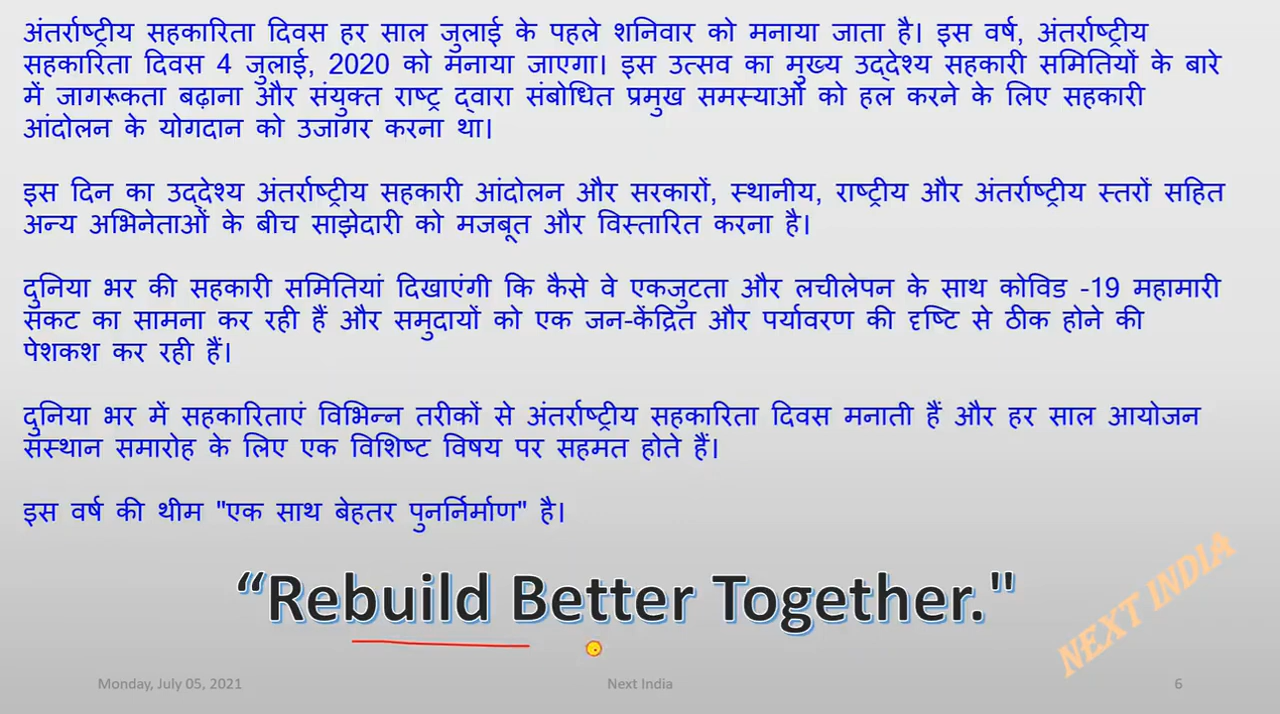 अंतर्राष्ट्रीय सहकारिता दिवस हर साल जुलाई के पहले शनिवार को मनाया जाता है। इस वर्ष, अंतर्राष्ट्रीय
सहकारिता दिवस 4 जुलाई, 2020 को मनाया जाएगा। इस उत्सव का मुख्य उद्देश्य सहकारी समितियों के बारे
में जागरूकता बढ़ाना और संयुक्त राष्ट्र द्वारा संबोधित प्रमुख समस्याओं को हल करने के लिए सहकारी
आंदोलन के योगदान को उजागर करना था।
इस दिन का उद्देश्य अंतर्राष्ट्रीय सहकारी आंदोलन और सरकारों, स्थानीय, राष्ट्रीय और अंतर्राष्ट्रीय स्तरों सहित
अन्य अभिनेताओं के बीच साझेदारी को मजबूत और विस्तारित करना है।
दुनिया भर की सहकारी समितियां दिखाएंगी कि कैसे वे एकजुटता और लचीलेपन के साथ कोविड -19 महामारी
संकट का सामना कर रही हैं और समुदायों को एक जन-केंद्रित और पर्यावरण की दृष्टि से ठीक होने की
पेशकश कर रही हैं।
दुनिया भर में सहकारिताएं विभिन्न तरीकों से अंतर्राष्ट्रीय सहकारिता दिवस मनाती हैं और हर साल आयोजन
संस्थान समारोह के लिए एक विशिष्ट विषय पर सहमत होते हैं।
इस वर्ष की थीम "एक साथ बेहतर पुनर्निर्माण" है।
“Rebuild Better Together."
NEXT INDIA
Monday, July 05, 2021
Next India
6